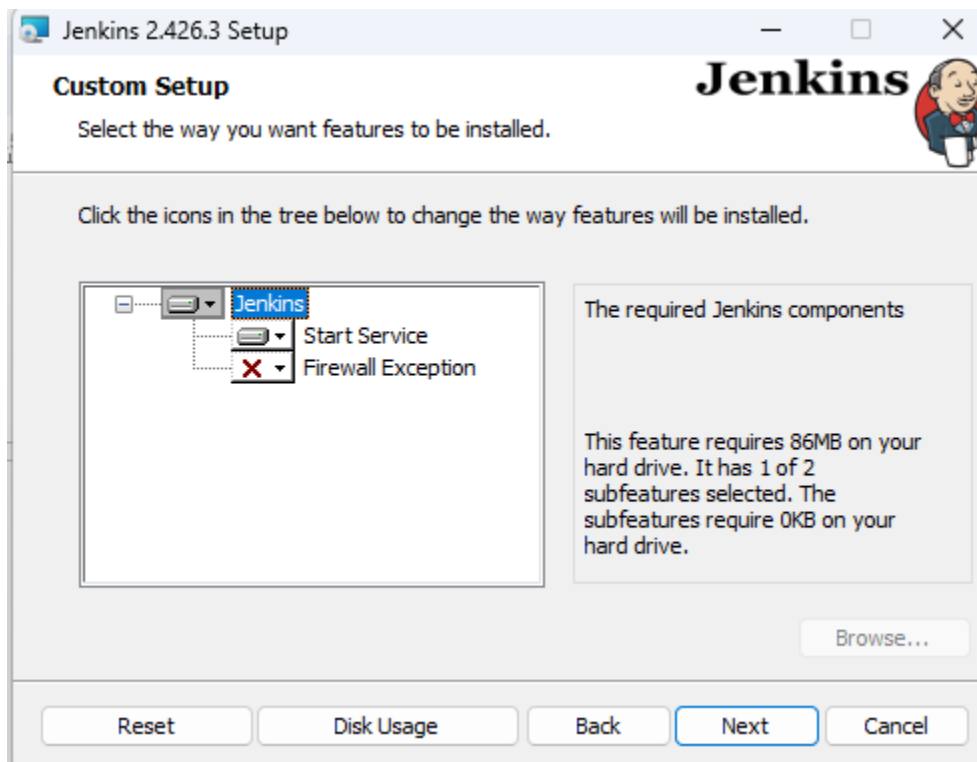 Jenkins 2.426.3 Setup
Custom Setup
Jenkins
Select the way you want features to be installed.
Click the icons in the tree below to change the way features will be installed.
Jenkins
Start Service
Firewall Exception
The required Jenkins components
This feature requires 86MB on your
hard drive. It has 1 of 2
subfeatures selected. The
subfeatures require 0KB on your
hard drive.
Browse...
Reset
Disk Usage
Back
Next
Cancel